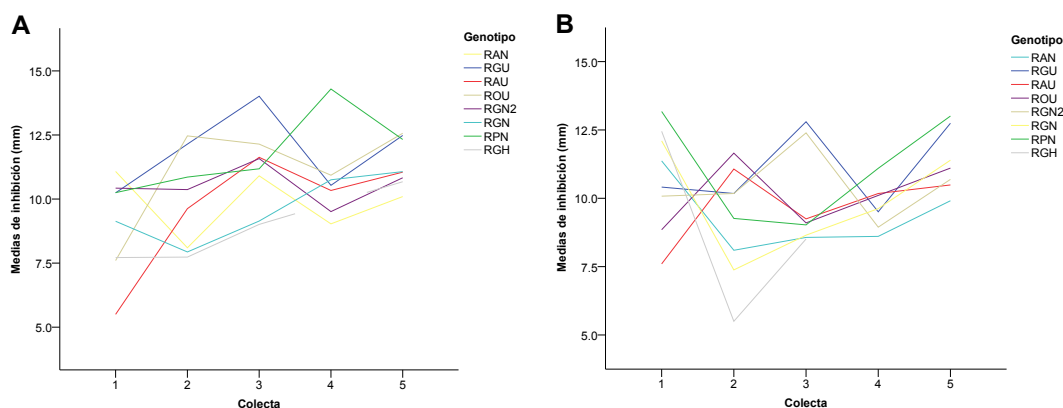 A
Medias de inhibición (mm)
15.0
12.5
10.0
7.5
5.0
1 2 3 4 5
Colecta
Genotipo
RAN
RGU
RAU
ROU
RGN2
RGN
RPN
RGH
B
Medias de inhibición (mm)
15.0
12.5
10.0
7.5
5.0
1 2 3 4 5
Colecta
Genotipo
RAN
RGU
RAU
ROU
RGN2
RGN
RPN
RGH